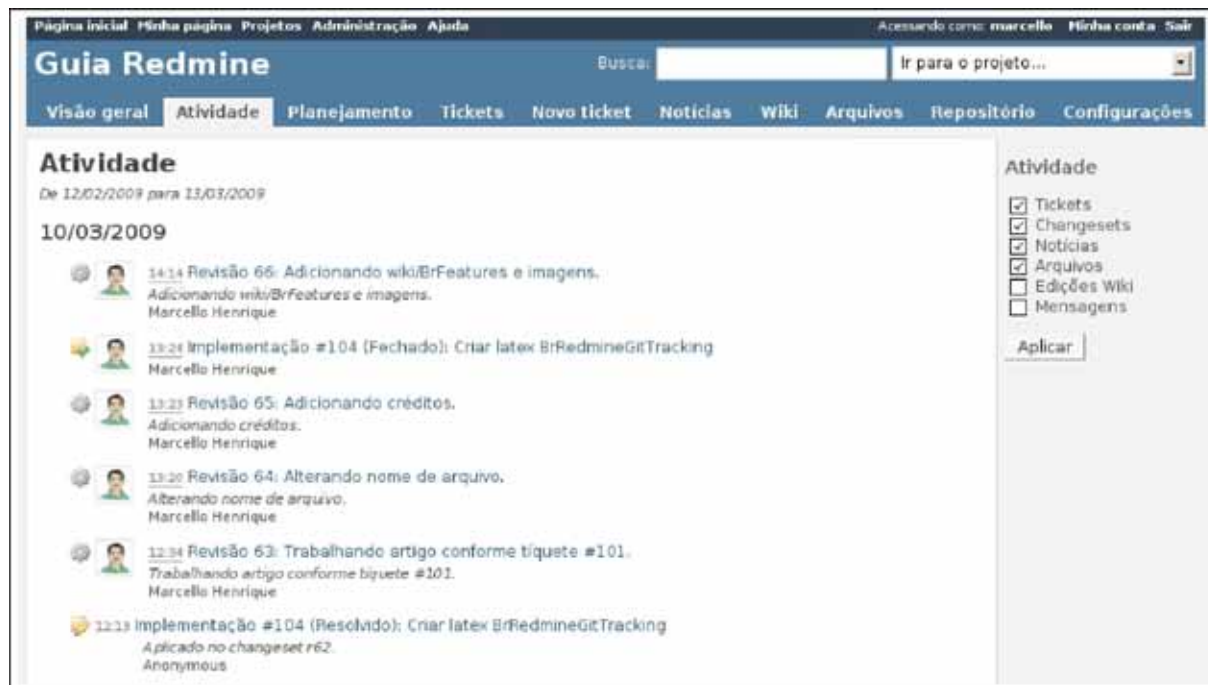 Página inicial Minha página Projetos Administração Ajuda Acessando como: marcello Minha conta Sair
Guia Redmine Busca: Ir para o projeto...
Visão geral Atividade Planejamento Tickets Novo ticket Notícias Wiki Arquivos Repositório Configurações
Atividade
De 12/02/2009 para 13/03/2009
10/03/2009
14:14 Revisão 66: Adicionando wiki/BrFeatures e imagens.
Adicionando wiki/BrFeatures e imagens.
Marcello Henrique
13:24 Implementação #104 (Fechado): Criar latex BrRedmineGitTracking
Marcello Henrique
13:23 Revisão 65: Adicionando créditos.
Adicionando créditos.
Marcello Henrique
13:20 Revisão 64: Alterando nome de arquivo.
Alterando nome de arquivo.
Marcello Henrique
12:34 Revisão 63: Trabalhando artigo conforme tíquete #101.
Trabalhando artigo conforme tíquete #101.
Marcello Henrique
12:13 Implementação #104 (Resolvido): Criar latex BrRedmineGitTracking
Aplicado no changeset r62.
Anonymous
Atividade
Tickets
Changesets
Notícias
Arquivos
Edições Wiki
Mensagens
Aplicar